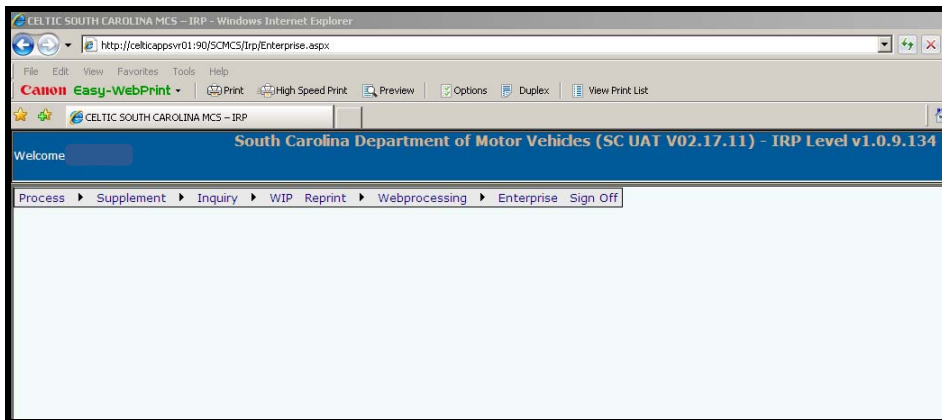 CELTIC SOUTH CAROLINA MCS – IRP - Windows Internet Explorer
http://celticappsvr01:90/SCMCS/Irp/Enterprise.aspx
File Edit View Favorites Tools Help
Canon Easy-WebPrint Print High Speed Print Preview Options Duplex View Print List
CELTIC SOUTH CAROLINA MCS – IRP
South Carolina Department of Motor Vehicles (SC UAT V02.17.11) - IRP Level v1.0.9.134
Welcome
Process Supplement Inquiry WIP Reprint Webprocessing Enterprise Sign Off